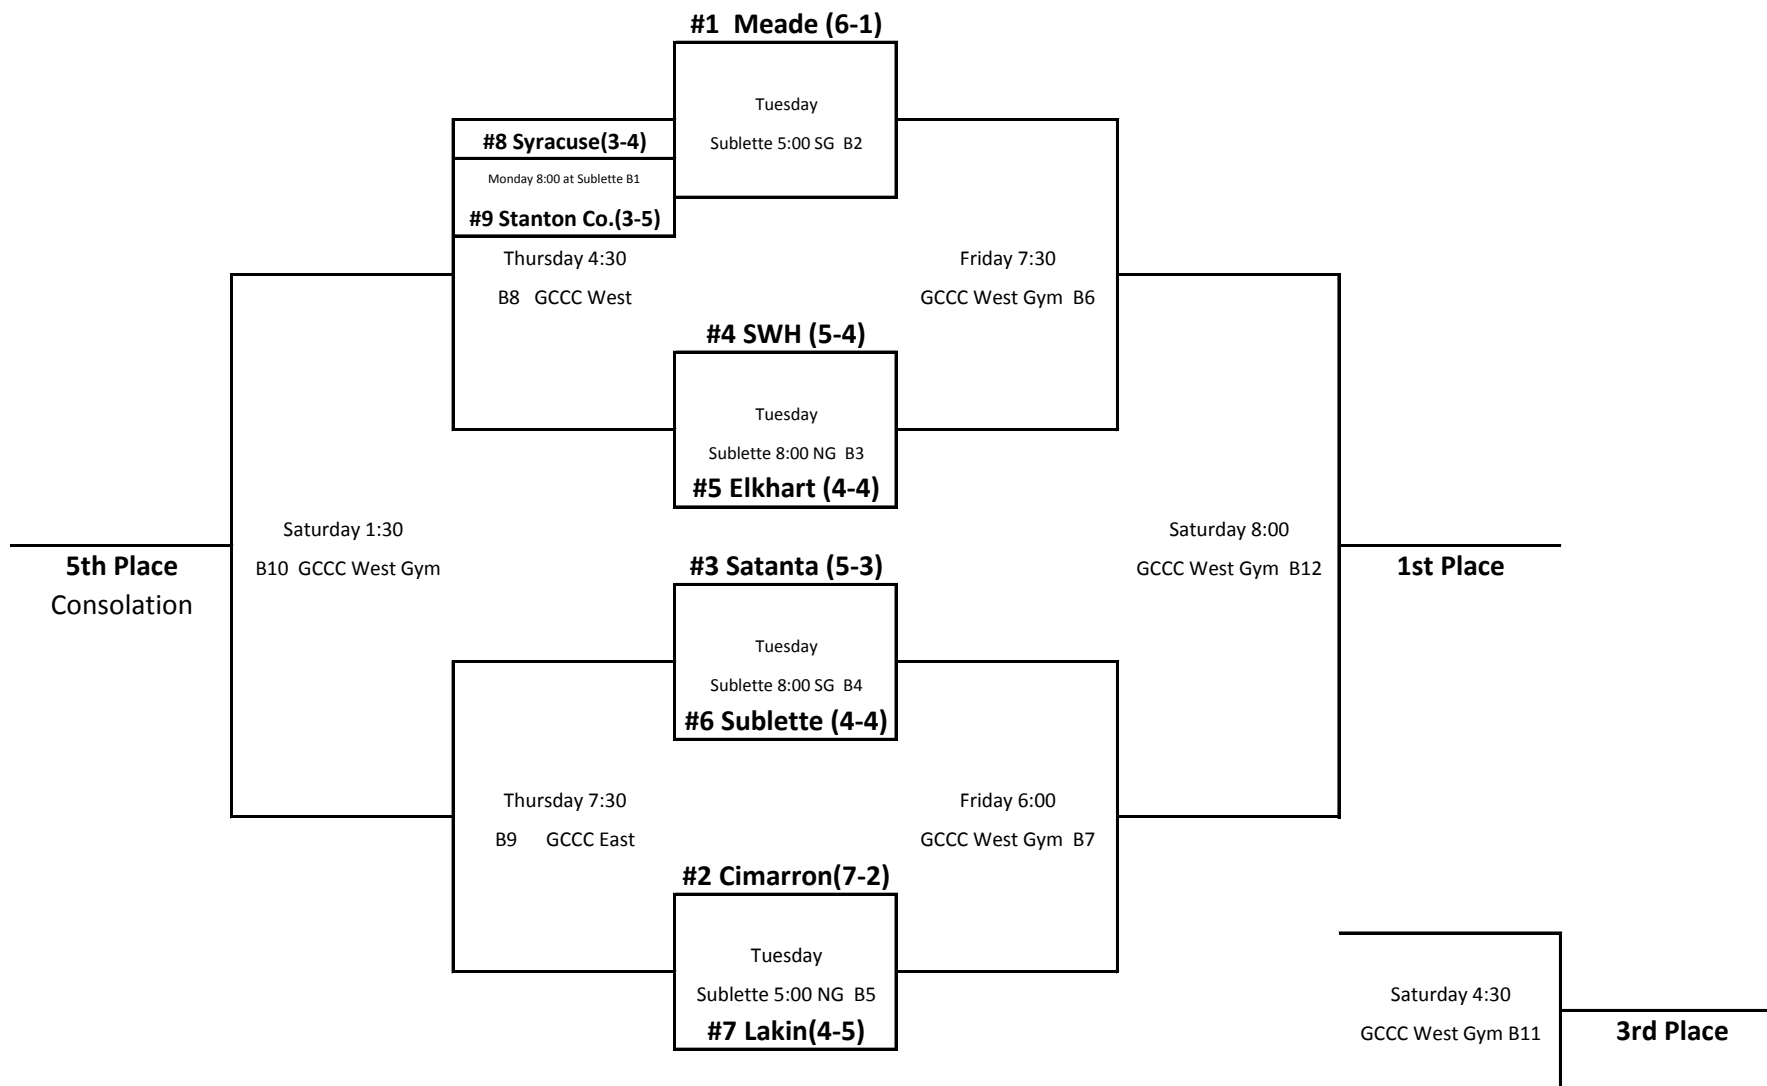 #1 Meade (6-1)
Tuesday
Sublette 5:00 SG B2
#8 Syracuse(3-4)
Monday 8:00 at Sublette B1
#9 Stanton Co.(3-5)
Thursday 4:30
B8 GCCC West
Friday 7:30
GCCC West Gym B6
#4 SWH (5-4)
Tuesday
Sublette 8:00 NG B3
#5 Elkhart (4-4)
Saturday 1:30
B10 GCCC West Gym
5th Place
Consolation
Saturday 8:00
GCCC West Gym B12
1st Place
#3 Satanta (5-3)
Tuesday
Sublette 8:00 SG B4
#6 Sublette (4-4)
Thursday 7:30
B9 GCCC East
Friday 6:00
GCCC West Gym B7
#2 Cimarron(7-2)
Tuesday
Sublette 5:00 NG B5
#7 Lakin(4-5)
Saturday 4:30
GCCC West Gym B11
3rd Place